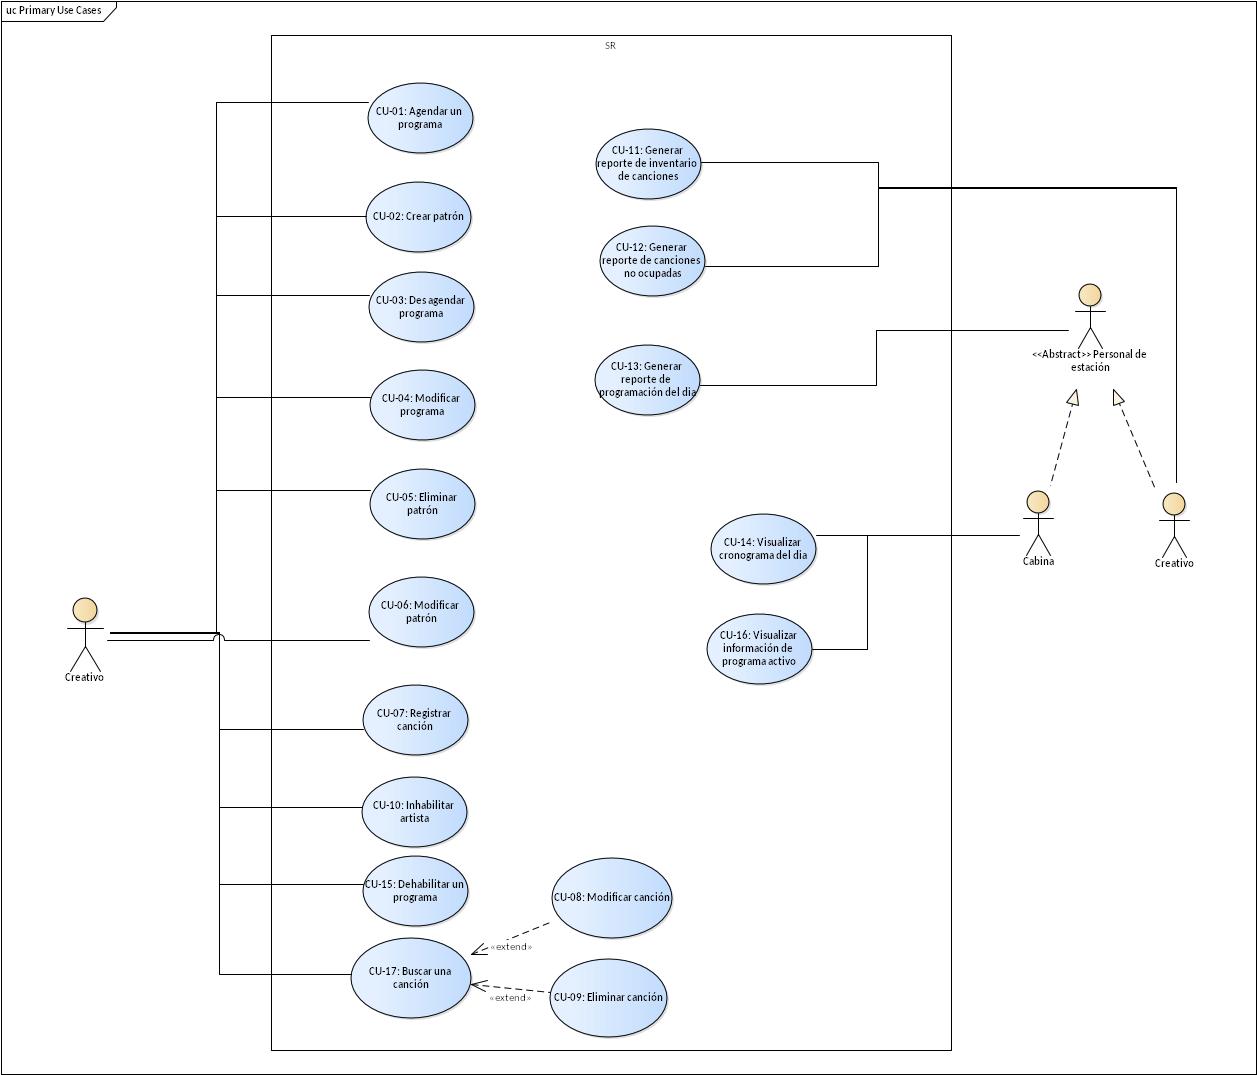 uc Primary Use Cases
SR
CU-01: Agendar un
programa
CU-02: Crear patrón
CU-03: Desagendar
programa
CU-04: Modificar
programa
CU-05: Eliminar
patrón
CU-06: Modificar
patrón
CU-07: Registrar
canción
CU-10: Inhabilitar
artista
CU-15: Dehabilitar un
programa
CU-17: Buscar una
canción
CU-08: Modificar canción
«extend»
CU-09: Eliminar canción
«extend»
CU-11: Generar
reporte de inventario
de canciones
CU-12: Generar
reporte de canciones
no ocupadas
CU-13: Generar
reporte de
programación del dia
CU-14: Visualizar
cronograma del dia
CU-16: Visualizar
información de
programa activo
Creativo
<<Abstract>> Personal de
estación
Cabina
Creativo